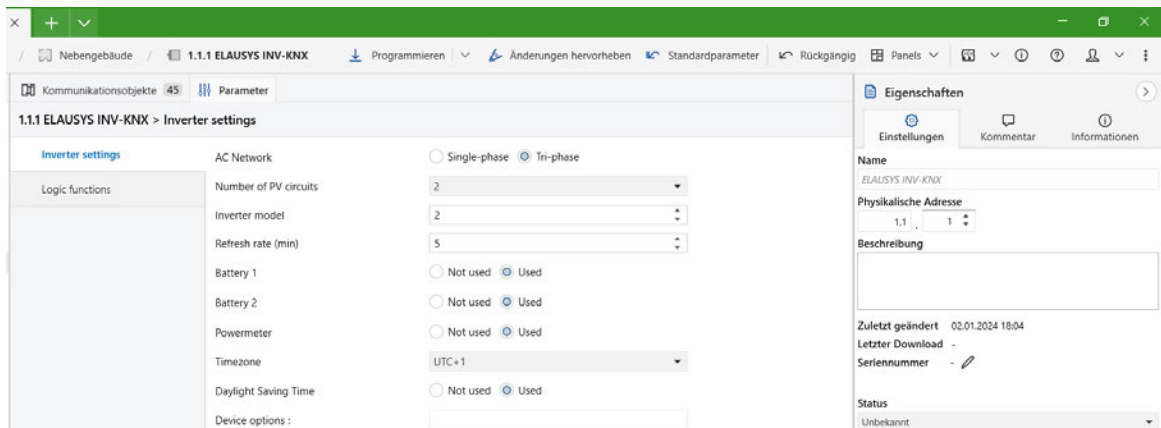 / Nebengebäude / 1.1.1 ELAUSYS INV-KNX Programmieren Änderungen hervorheben Standardparameter Rückgängig Panels
Kommunikationsobjekte 45 Parameter
1.1.1 ELAUSYS INV-KNX > Inverter settings
Inverter settings
Logic functions
AC Network Single-phase Tri-phase
Number of PV circuits 2
Inverter model 2
Refresh rate (min) 5
Battery 1 Not used Used
Battery 2 Not used Used
Powermeter Not used Used
Timezone UTC+1
Daylight Saving Time Not used Used
Device options :
Eigenschaften
Einstellungen Kommentar Informationen
Name
ELAUSYS INV-KNX
Physikalische Adresse
1.1 . 1
Beschreibung
Zuletzt geändert 02.01.2024 18:04
Letzter Download -
Seriennummer -
Status
Unbekannt